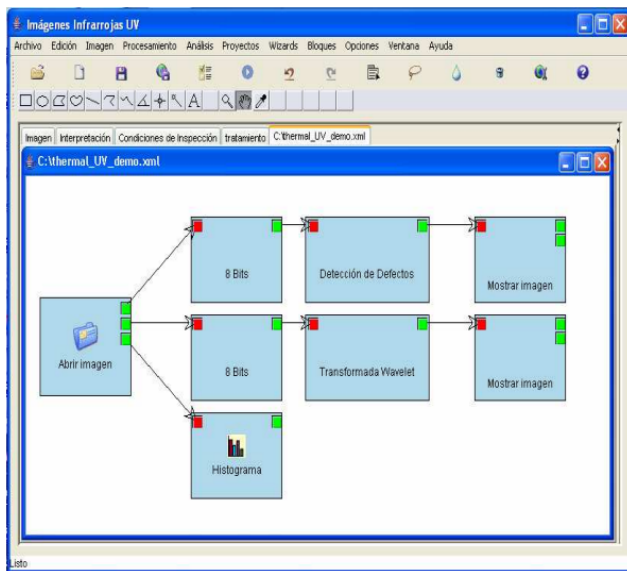 Imágenes Infrarrojas UV
Archivo Edición Imagen Procesamiento Análisis Proyectos Wizards Bloques Opciones Ventana Ayuda
A
Imagen Interpretación Condiciones de Inspección tratamiento C:\thermal_UV_demo.xml
C:\thermal_UV_demo.xml
8 Bits
Detección de Defectos
Mostrar imagen
Abrir imagen
8 Bits
Transformada Wavelet
Mostrar imagen
Histograma
Listo